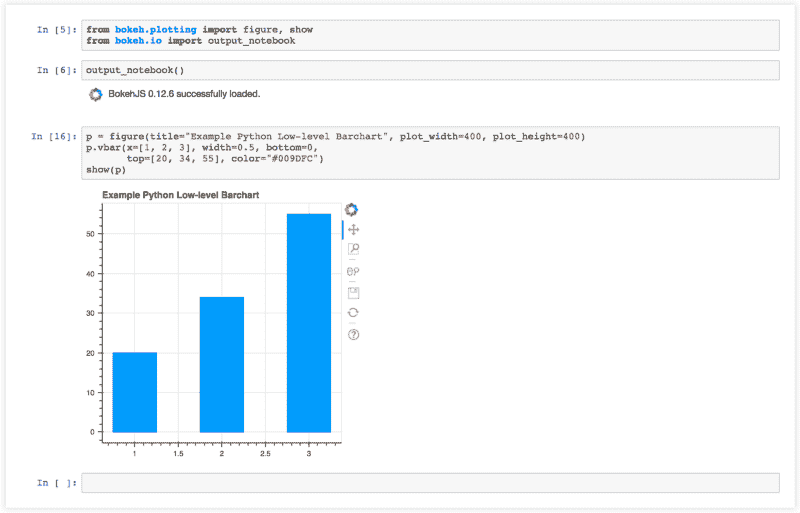 In [5]: from bokeh.plotting import figure, show
from bokeh.io import output_notebook
In [6]: output_notebook()
BokehJS 0.12.6 successfully loaded.
In [16]: p = figure(title="Example Python Low-level Barchart", plot_width=400, plot_height=400)
p.vbar(x=[1, 2, 3], width=0.5, bottom=0,
top=[20, 34, 55], color="#009DFC")
show(p)
Example Python Low-level Barchart
50
40
30
20
10
0
1 1.5 2 2.5 3
In [ ]: